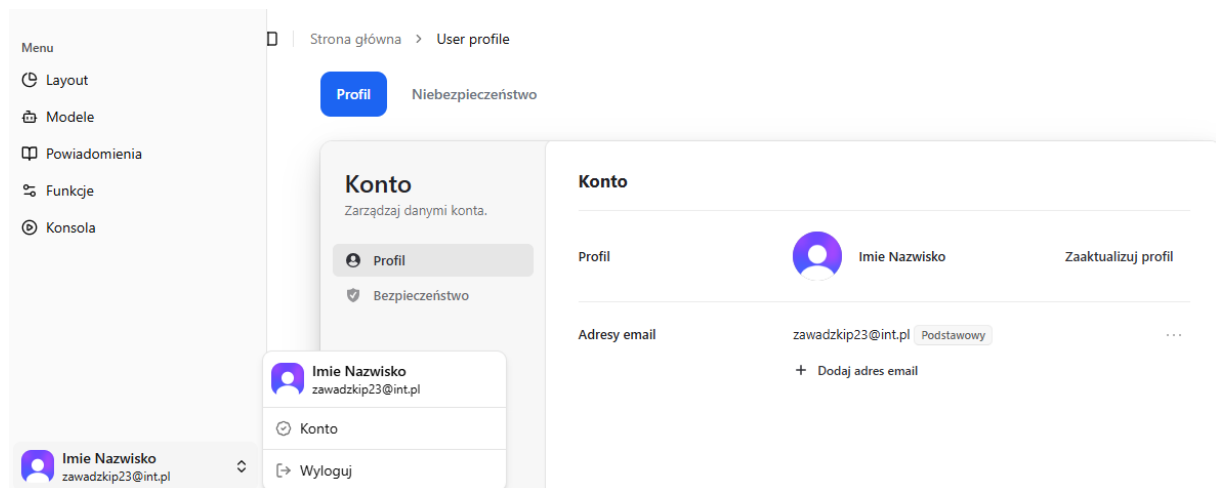 Menu
Layout
Modele
Powiadomienia
Funkcje
Konsola
Imie Nazwisko
zawadzkip23@int.pl
Imie Nazwisko
zawadzkip23@int.pl
Konto
Wyloguj
Strona główna > User profile
Profil Niebezpieczeństwo
Konto
Zarządzaj danymi konta.
Profil
Bezpieczeństwo
Konto
Profil Imie Nazwisko Zaaktualizuj profil
Adresy email zawadzkip23@int.pl Podstawowy ...
+ Dodaj adres email